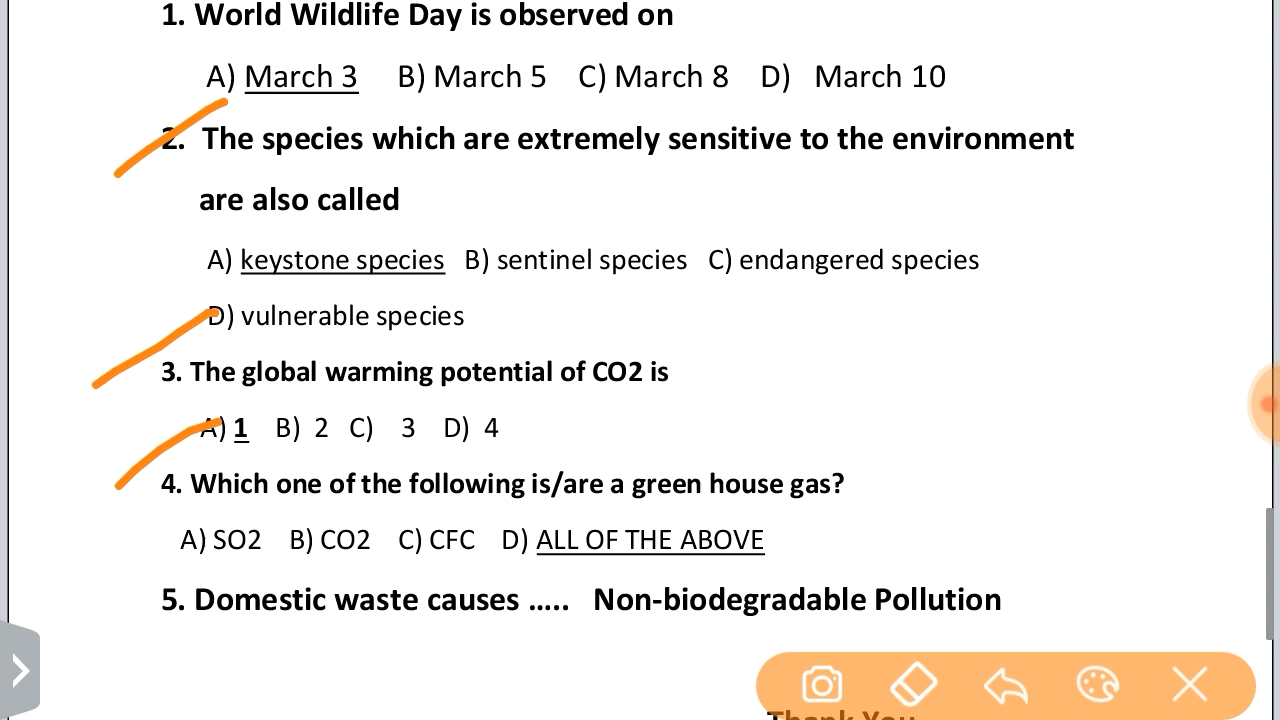 1. World Wildlife Day is observed on
A) March 3 B) March 5 C) March 8 D) March 10
2. The species which are extremely sensitive to the environment
are also called
A) keystone species B) sentinel species C) endangered species
D) vulnerable species
3. The global warming potential of CO2 is
A) 1 B) 2 C) 3 D) 4
4. Which one of the following is/are a green house gas?
A) SO2 B) CO2 C) CFC D) ALL OF THE ABOVE
5. Domestic waste causes ..... Non-biodegradable Pollution
Thank You